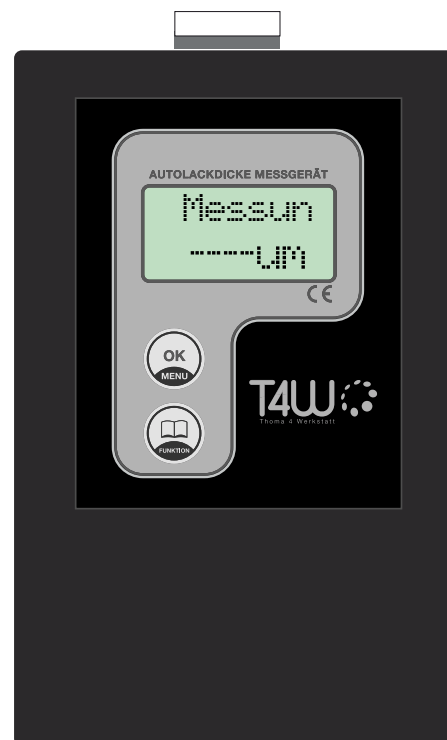 AUTOLACKDICKE MESSGERÄT
Messun
----um
CE
OK
MENU
T4W
Thoma 4 Werkstatt
FUNKTION